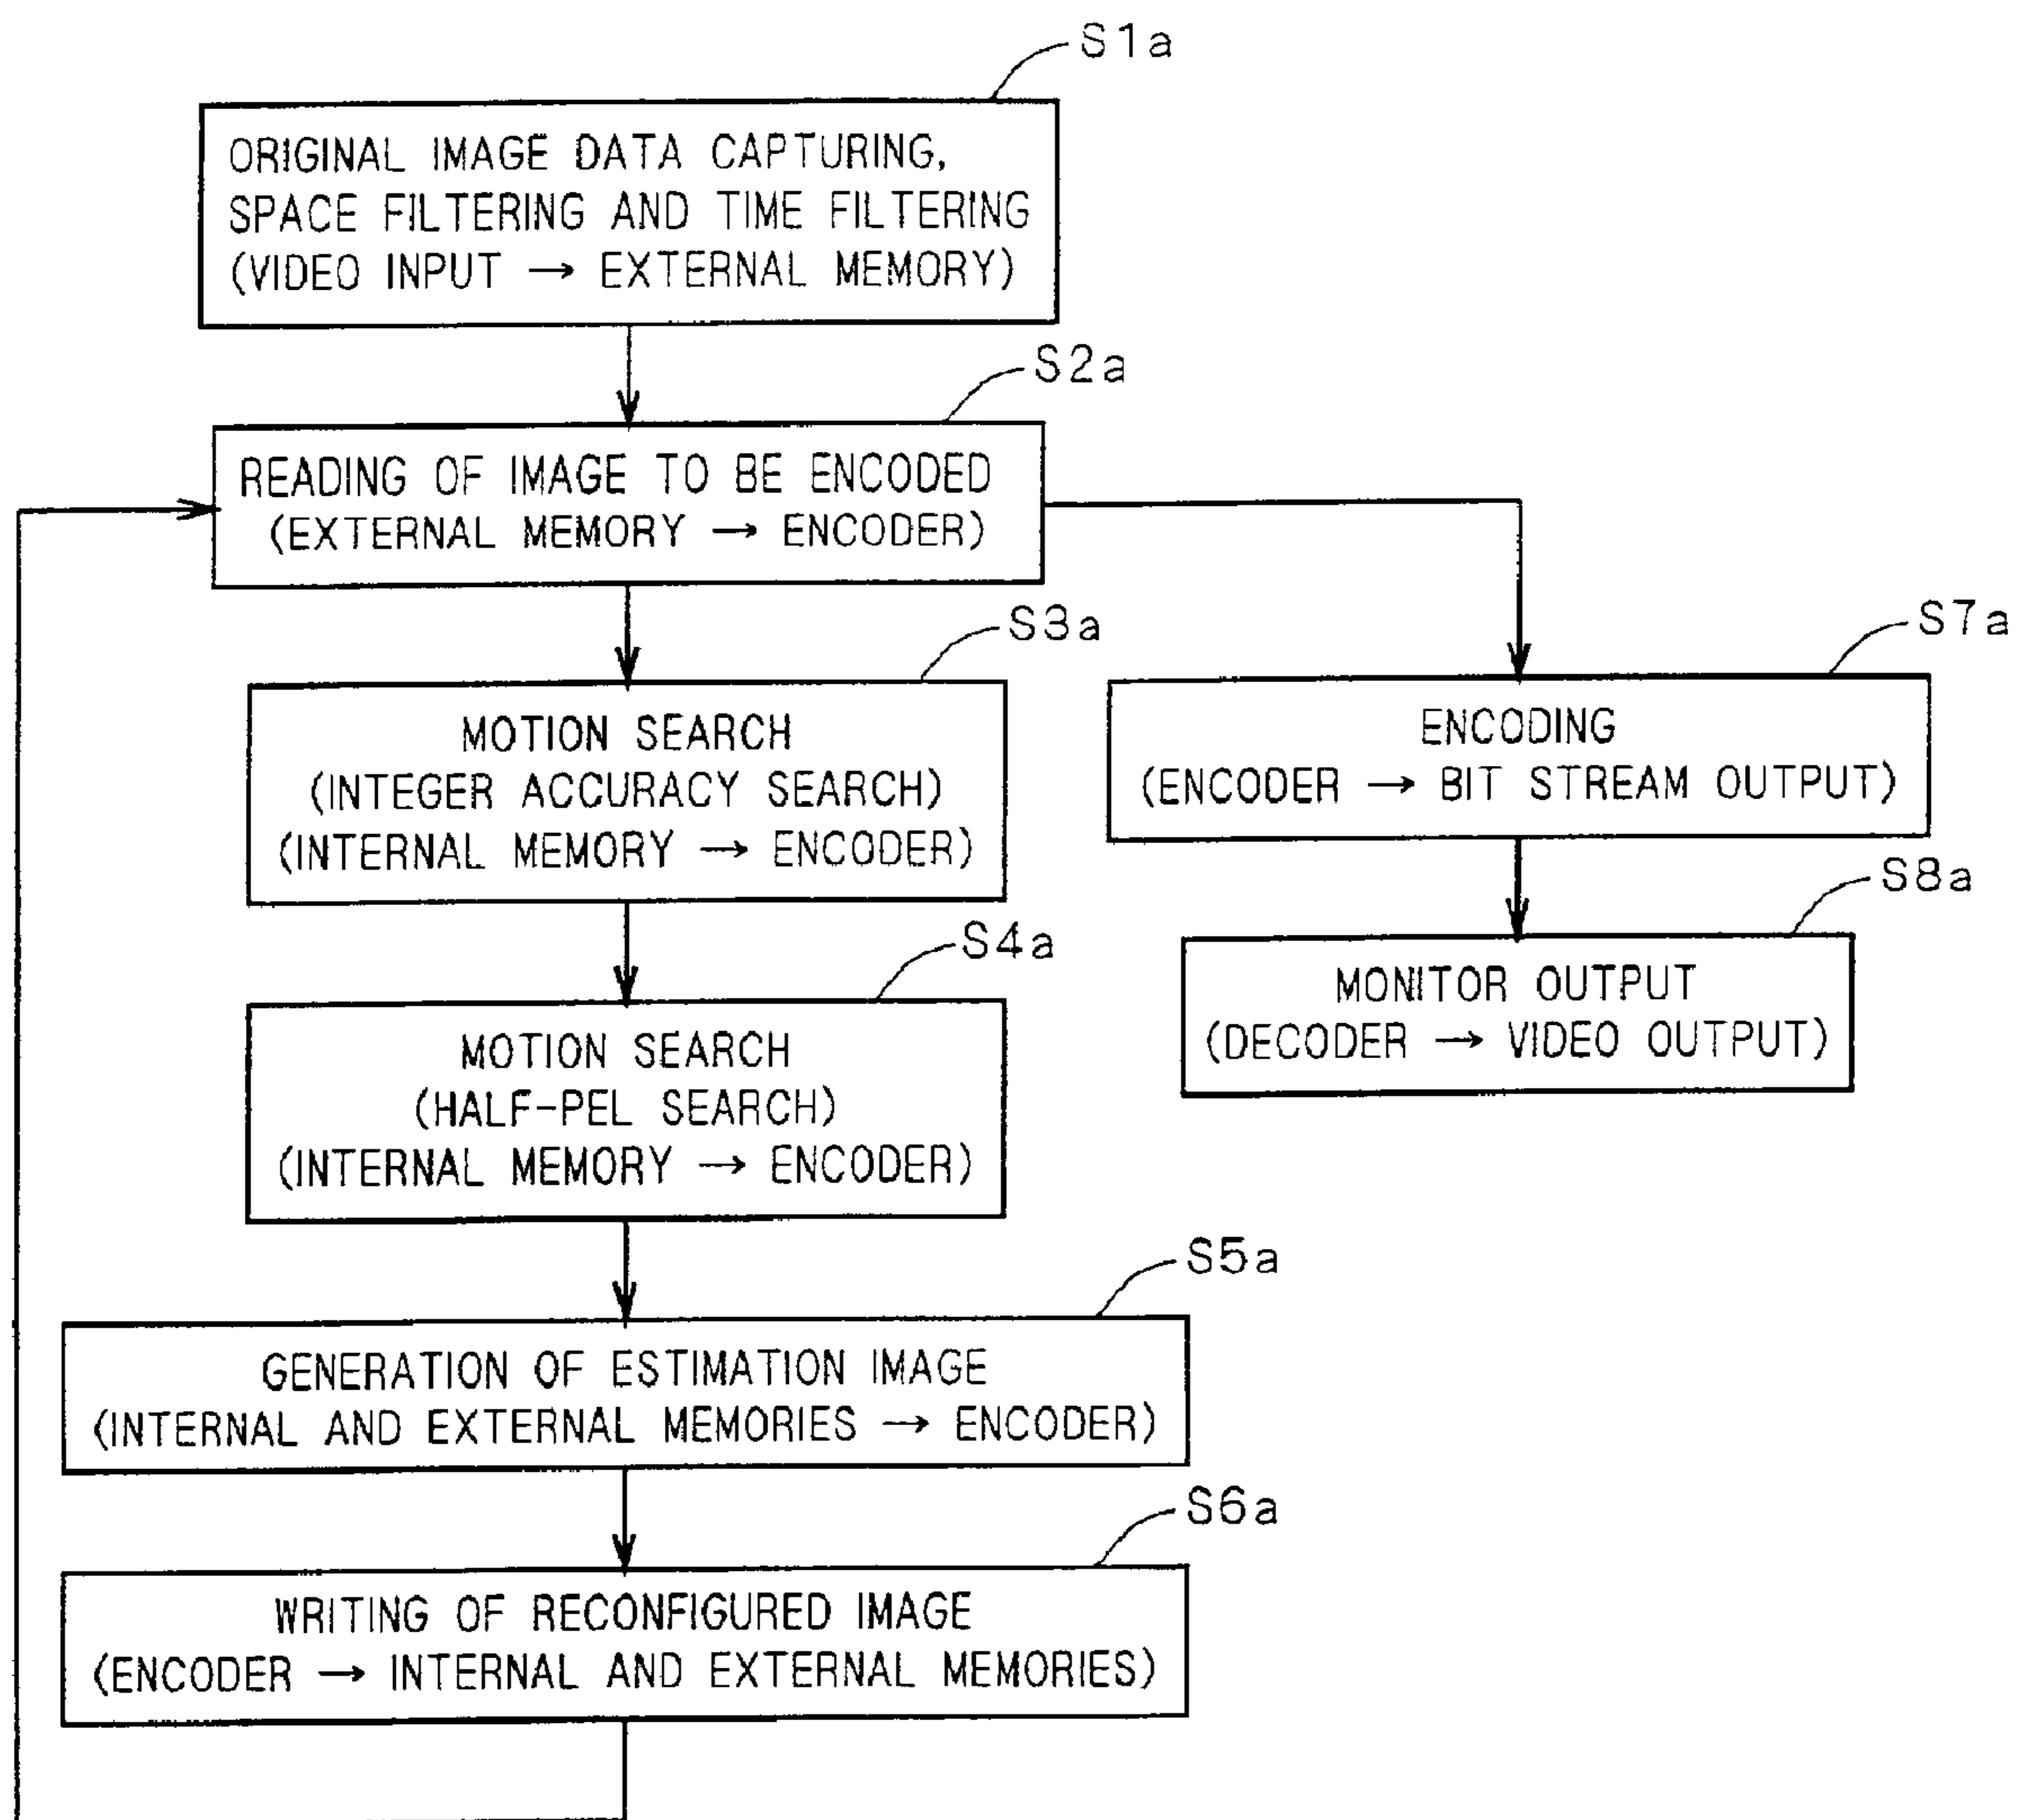 S1a
ORIGINAL IMAGE DATA CAPTURING,
SPACE FILTERING AND TIME FILTERING
(VIDEO INPUT → EXTERNAL MEMORY)
S2a
READING OF IMAGE TO BE ENCODED
(EXTERNAL MEMORY → ENCODER)
S3a
MOTION SEARCH
(INTEGER ACCURACY SEARCH)
(INTERNAL MEMORY → ENCODER)
S7a
ENCODING
(ENCODER → BIT STREAM OUTPUT)
S4a
MOTION SEARCH
(HALF-PEL SEARCH)
(INTERNAL MEMORY → ENCODER)
S8a
MONITOR OUTPUT
(DECODER → VIDEO OUTPUT)
S5a
GENERATION OF ESTIMATION IMAGE
(INTERNAL AND EXTERNAL MEMORIES → ENCODER)
S6a
WRITING OF RECONFIGURED IMAGE
(ENCODER → INTERNAL AND EXTERNAL MEMORIES)